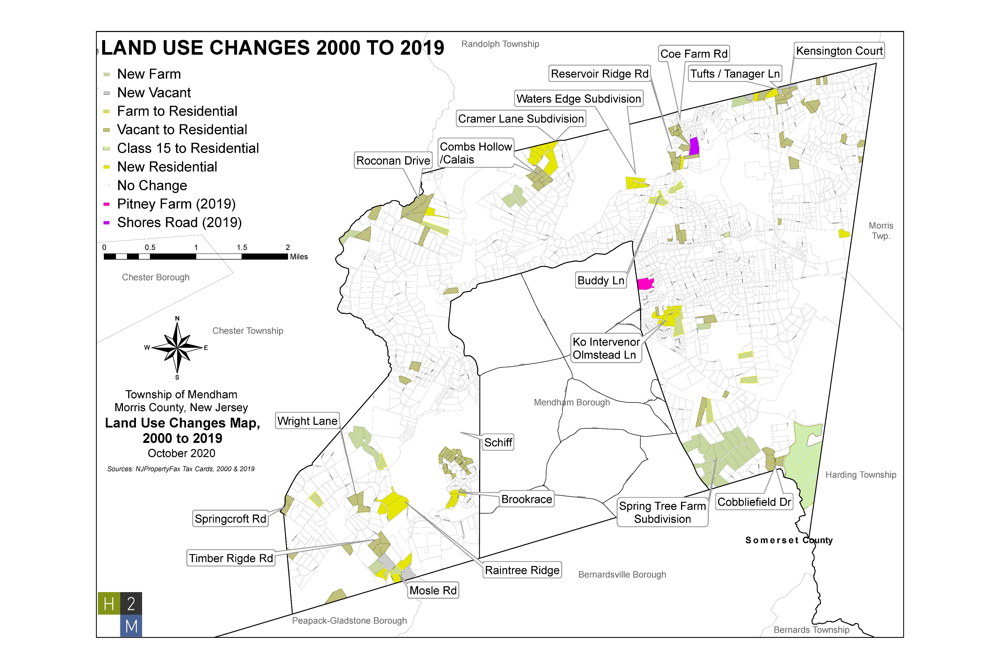 LAND USE CHANGES 2000 TO 2019
New Farm
New Vacant
Farm to Residential
Vacant to Residential
Class 15 to Residential
New Residential
No Change
Pitney Farm (2019)
Shores Road (2019)
0 0.5 1 1.5 2
Miles
Randolph Township
Coe Farm Rd
Kensington Court
Reservoir Ridge Rd
Tufts / Tanager Ln
Waters Edge Subdivision
Cramer Lane Subdivision
Combs Hollow
/Calais
Roconan Drive
Morris
Twp.
Chester Borough
Buddy Ln
Chester Township
N
W E
S
Ko Intervenor
Olmstead Ln
Township of Mendham
Morris County, New Jersey
Land Use Changes Map,
2000 to 2019
October 2020
Sources: NJPropertyFax Tax Cards, 2000 & 2019
Mendham Borough
Wright Lane
Schiff
Harding Township
Brookrace
Springcroft Rd
Spring Tree Farm
Subdivision
Cobbliefield Dr
Somerset County
Timber Rigde Rd
Raintree Ridge
Bernardsville Borough
Mosle Rd
Peapack-Gladstone Borough
Bernards Township
H 2
M